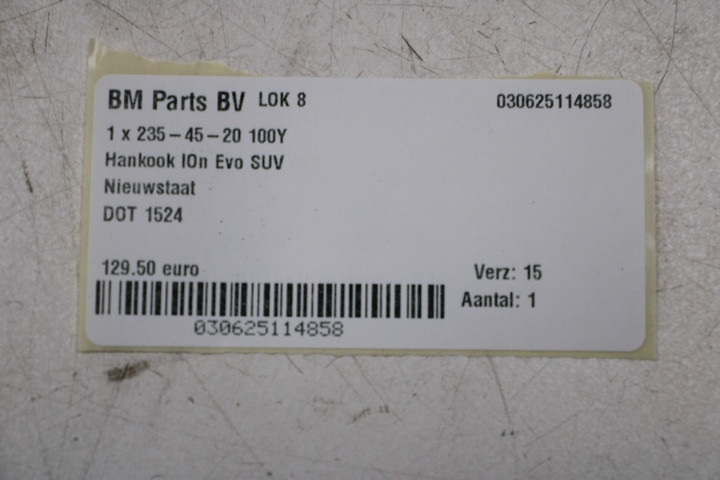 BM Parts BV LOK 8 030625114858
1 x 235-45-20 100Y
Hankook IOn Evo SUV
Nieuwstaat
DOT 1524
129.50 euro Verz: 15
Aantal: 1
030625114858